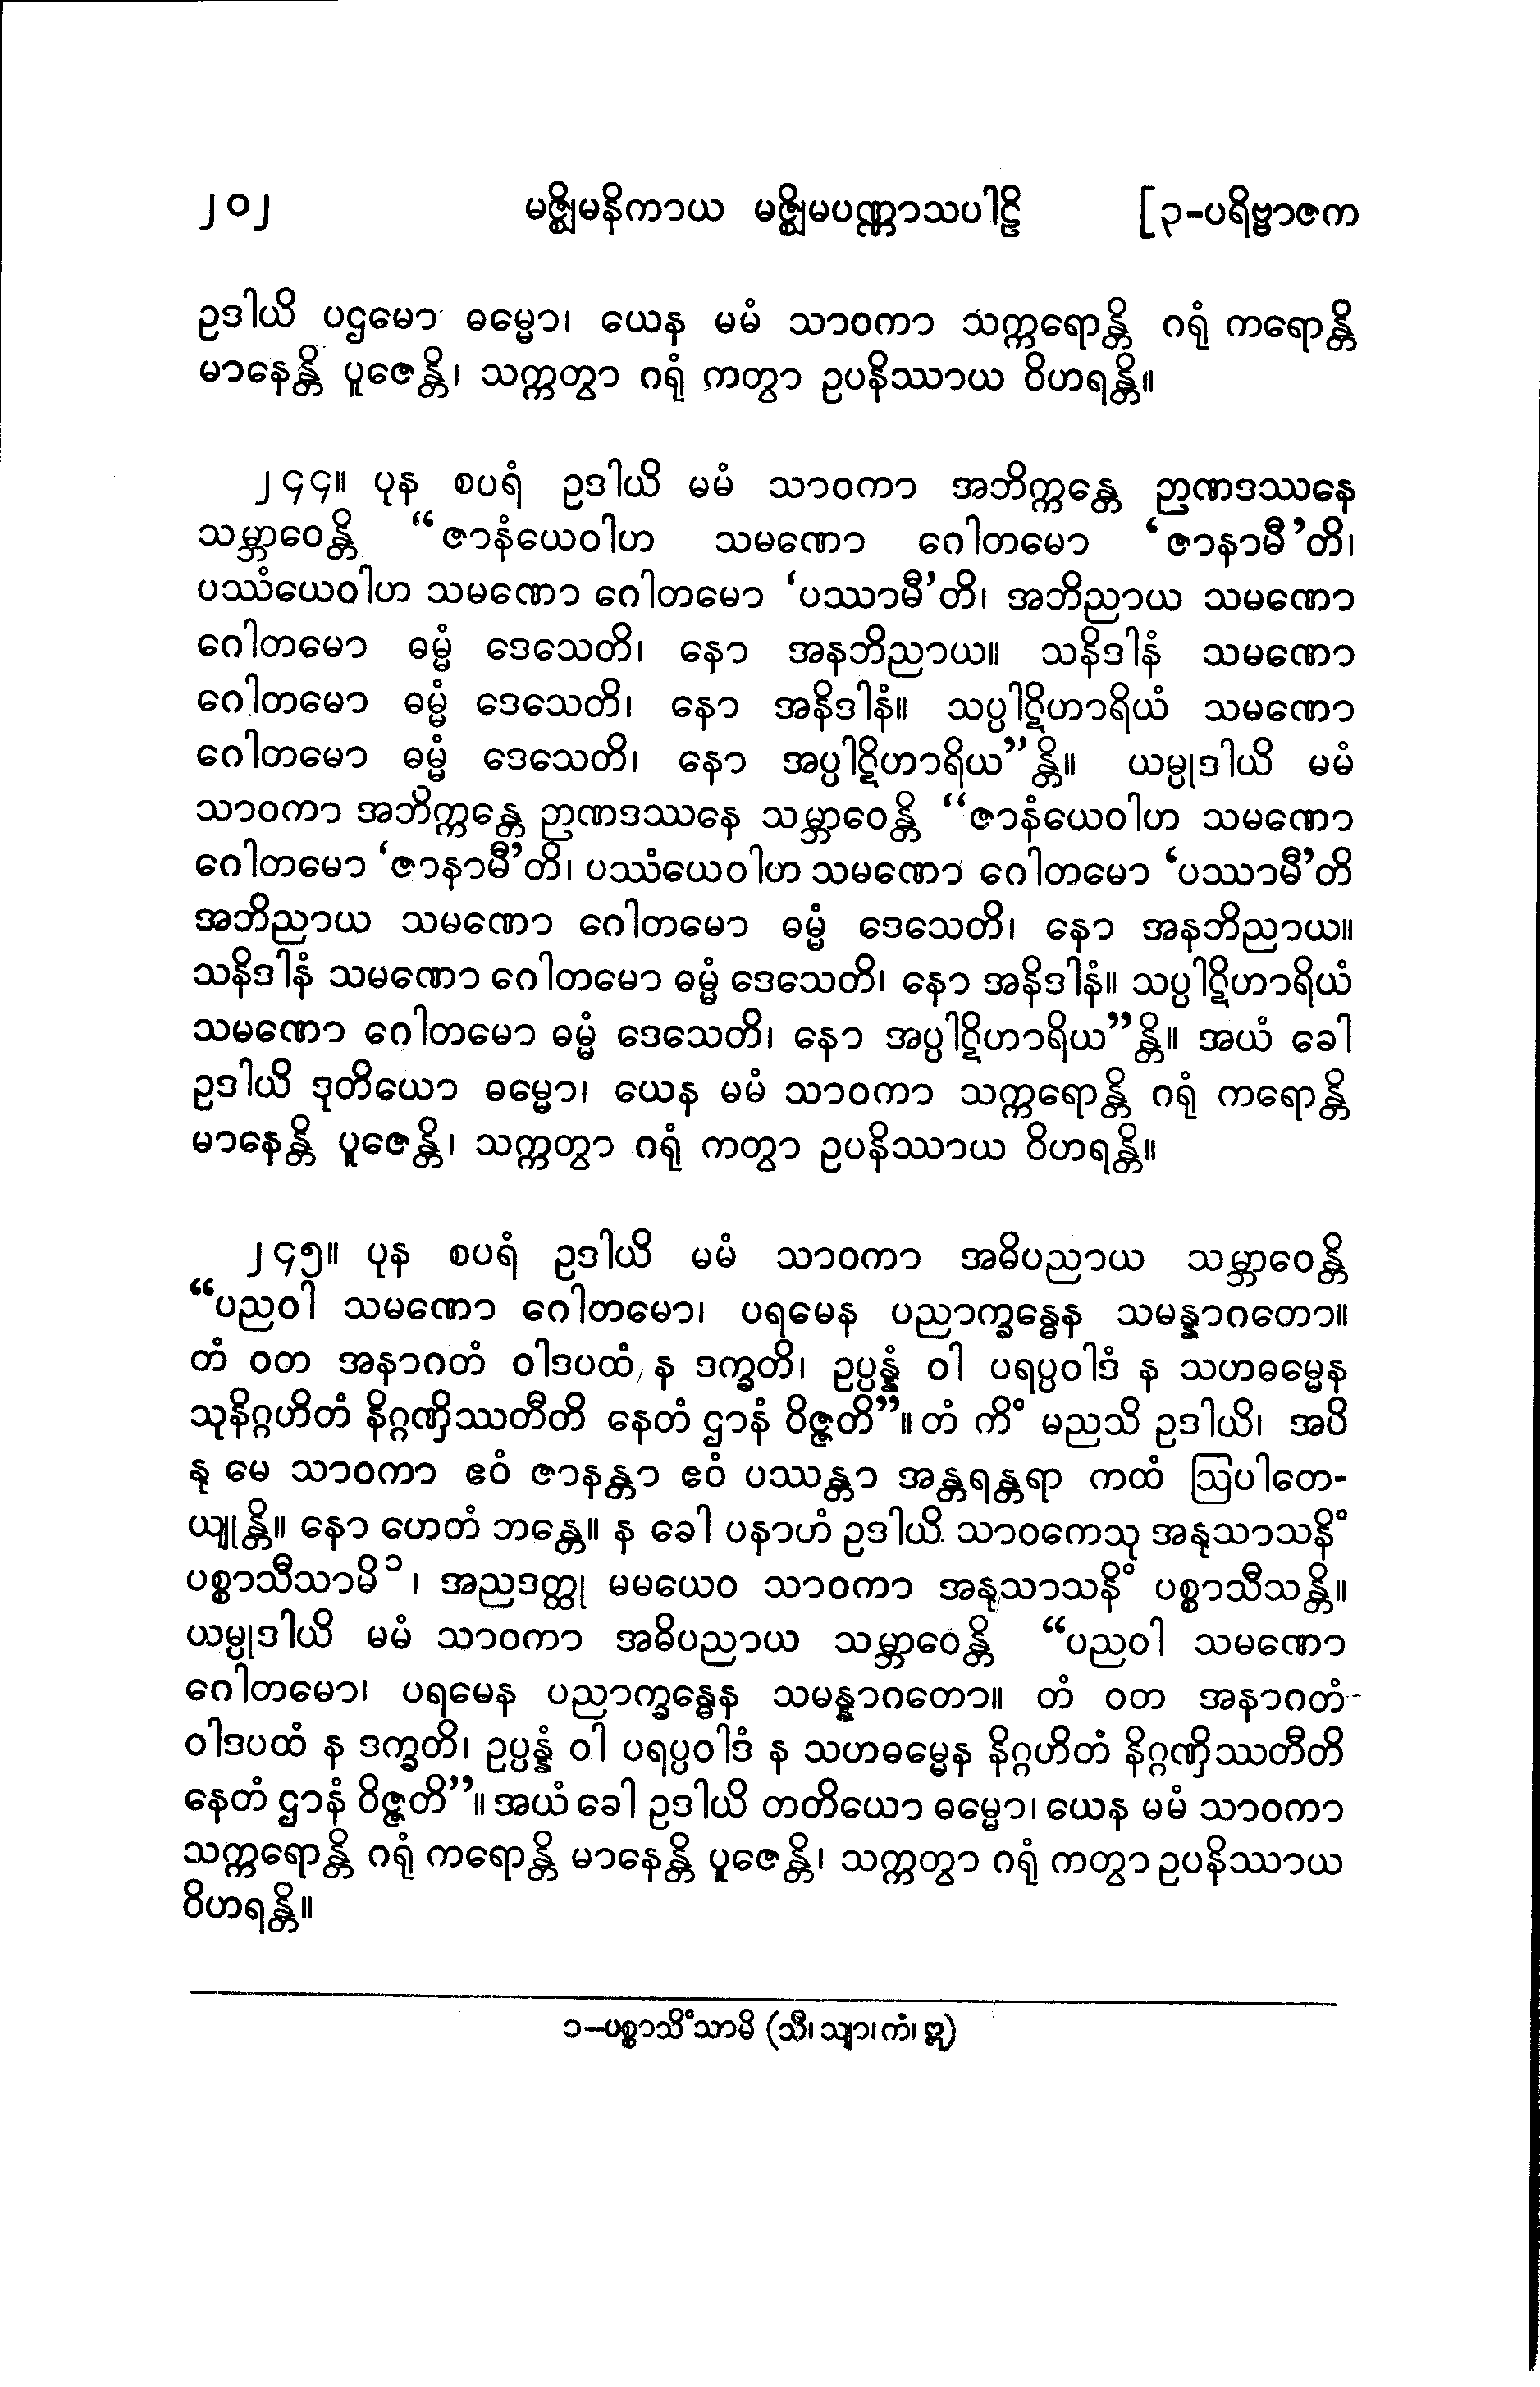 ၂၀၂ မဇ္ဈိမနိကာယ မဇ္ဈိမပဏ္ဏာသပါဠိ [၃-ပရိဗ္ဗာဇက
ဥဒါယိ ပဌမော ဓမ္မော၊ ယေန မမံ သာဝကာ သက္ကရောန္တိ ဂရုံ ကရောန္တိ
မာနေန္တိ ပူဇေန္တိ၊ သက္ကတွာ ဂရုံ ကတွာ ဥပနိဿာယ ဝိဟရန္တိ။
၂၄၄။ ပုန စပရံ ဥဒါယိ မမံ သာဝကာ အဘိက္ကန္တေ ဉာဏဒဿနေ
သမ္ဘာဝေန္တိ “ဇာနံယေဝါဟ သမဏော ဂေါတမော ‘ဇာနာမီ’တိ၊
ပဿံယေဝါဟ သမဏော ဂေါတမော ‘ပဿာမီ’တိ၊ အဘိညာယ သမဏော
ဂေါတမော ဓမ္မံ ဒေသေတိ၊ နော အနဘိညာယ။ သနိဒါနံ သမဏော
ဂေါတမော ဓမ္မံ ဒေသေတိ၊ နော အနိဒါနံ။ သပ္ပါဋိဟာရိယံ သမဏော
ဂေါတမော ဓမ္မံ ဒေသေတိ၊ နော အပ္ပါဋိဟာရိယ”န္တိ။ ယမ္ပုဒါယိ မမံ
သာဝကာ အဘိက္ကန္တေ ဉာဏဒဿနေ သမ္ဘာဝေန္တိ “ဇာနံယေဝါဟ သမဏော
ဂေါတမော ‘ဇာနာမီ’တိ၊ ပဿံယေဝါဟ သမဏော ဂေါတမော ‘ပဿာမီ’တိ
အဘိညာယ သမဏော ဂေါတမော ဓမ္မံ ဒေသေတိ၊ နော အနဘိညာယ။
သနိဒါနံ သမဏော ဂေါတမော ဓမ္မံ ဒေသေတိ၊ နော အနိဒါနံ။ သပ္ပါဋိဟာရိယံ
သမဏော ဂေါတမော ဓမ္မံ ဒေသေတိ၊ နော အပ္ပါဋိဟာရိယ”န္တိ။ အယံ ခေါ
ဥဒါယိ ဒုတိယော ဓမ္မော၊ ယေန မမံ သာဝကာ သက္ကရောန္တိ ဂရုံ ကရောန္တိ
မာနေန္တိ ပူဇေန္တိ၊ သက္ကတွာ ဂရုံ ကတွာ ဥပနိဿာယ ဝိဟရန္တိ။
၂၄၅။ ပုန စပရံ ဥဒါယိ မမံ သာဝကာ အဓိပညာယ သမ္ဘာဝေန္တိ
“ပညဝါ သမဏော ဂေါတမော၊ ပရမေန ပညာက္ခန္ဓေန သမန္နာဂတော။
တံ ဝတ အနာဂတံ ဝါဒပထံ န ဒက္ခတိ၊ ဥပ္ပန္နံ ဝါ ပရပ္ပဝါဒံ န သဟဓမ္မေန
သုနိဂ္ဂဟိတံ နိဂ္ဂဏှိဿတီတိ နေတံ ဌာနံ ဝိဇ္ဇတိ”။ တံ ကိံ မညသိ ဥဒါယိ၊ အပိ
နု မေ သာဝကာ ဧဝံ ဇာနန္တာ ဧဝံ ပဿန္တာ အန္တရန္တရာ ကထံ ဩပါတေ-
ယျုန္တိ။ နော ဟေတံ ဘန္တေ။ န ခေါ ပနာဟံ ဥဒါယိ သာဝကေသု အနုသာသနိံ
ပစ္စာသီသာမိ၁၊ အညဒတ္ထု မမယေဝ သာဝကာ အနုသာသနိံ ပစ္စာသီသန္တိ။
ယမ္ပုဒါယိ မမံ သာဝကာ အဓိပညာယ သမ္ဘာဝေန္တိ “ပညဝါ သမဏော
ဂေါတမော၊ ပရမေန ပညာက္ခန္ဓေန သမန္နာဂတော။ တံ ဝတ အနာဂတံ
ဝါဒပထံ န ဒက္ခတိ၊ ဥပ္ပန္နံ ဝါ ပရပ္ပဝါဒံ န သဟဓမ္မေန နိဂ္ဂဟိတံ နိဂ္ဂဏှိဿတီတိ
နေတံ ဌာနံ ဝိဇ္ဇတိ”။ အယံ ခေါ ဥဒါယိ တတိယော ဓမ္မော၊ ယေန မမံ သာဝကာ
သက္ကရောန္တိ ဂရုံ ကရောန္တိ မာနေန္တိ ပူဇေန္တိ၊ သက္ကတွာ ဂရုံ ကတွာ ဥပနိဿာယ
ဝိဟရန္တိ။
၁–ပစ္စာသိံသာမိ (သီ၊ သျာ၊ ကံ၊ ဣ)